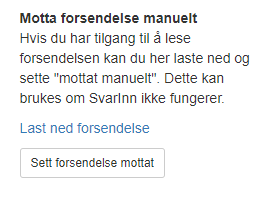 Motta forsendelse manuelt
Hvis du har tilgang til å lese
forsendelsen kan du her laste ned og
sette "mottat manuelt". Dette kan
brukes om SvarInn ikke fungerer.
Last ned forsendelse
Sett forsendelse mottat